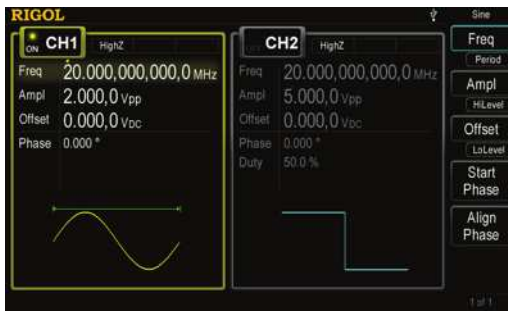 RIGOL
Sine
ON CH1 HighZ
Freq 20.000,000,000,0 MHz
Ampl 2.000,0 Vpp
Offset 0.000,0 VDC
Phase 0.000 °
CH2 HighZ
Freq 20.000,000,000,0 MHz
Ampl 5.000,0 Vpp
Offset 0.000,0 VDC
Phase 0.000 °
Duty 50.0 %
Freq
Period
Ampl
HiLevel
Offset
LoLevel
Start
Phase
Align
Phase
1 of 1